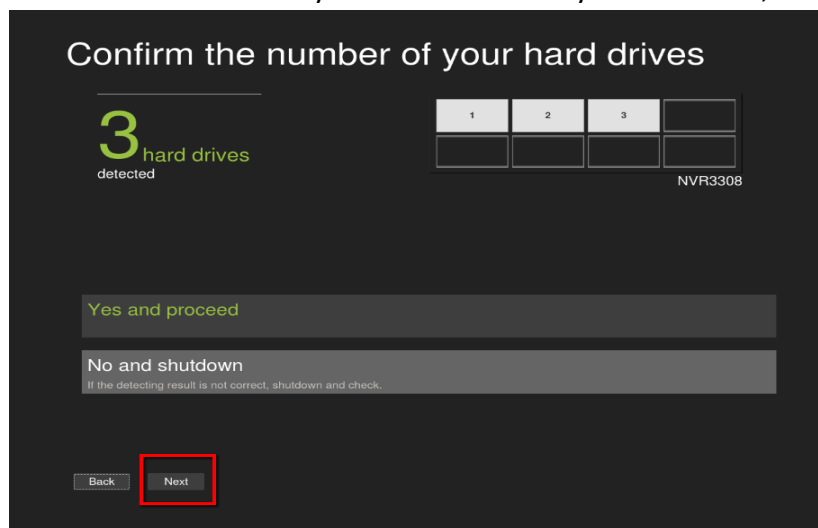 Confirm the number of your hard drives
3 hard drives
detected
1 2 3
NVR3308
Yes and proceed
No and shutdown
If the detecting result is not correct, shutdown and check.
Back Next